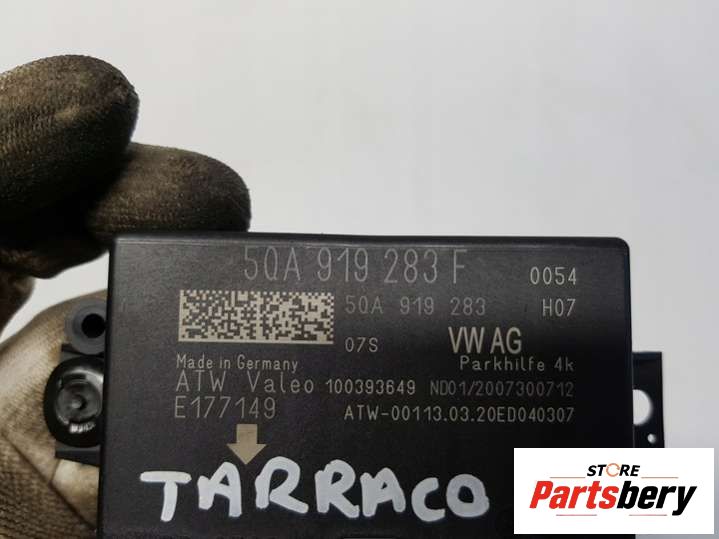 5QA 919 283 F
0054
5QA 919 283
H07
07S
VW AG
Made in Germany
Parkhilfe 4k
ATW Valeo 100393649 ND01/2007300712
E177149
ATW-00113.03.20ED040307
TARRACO
STORE
Partsbery